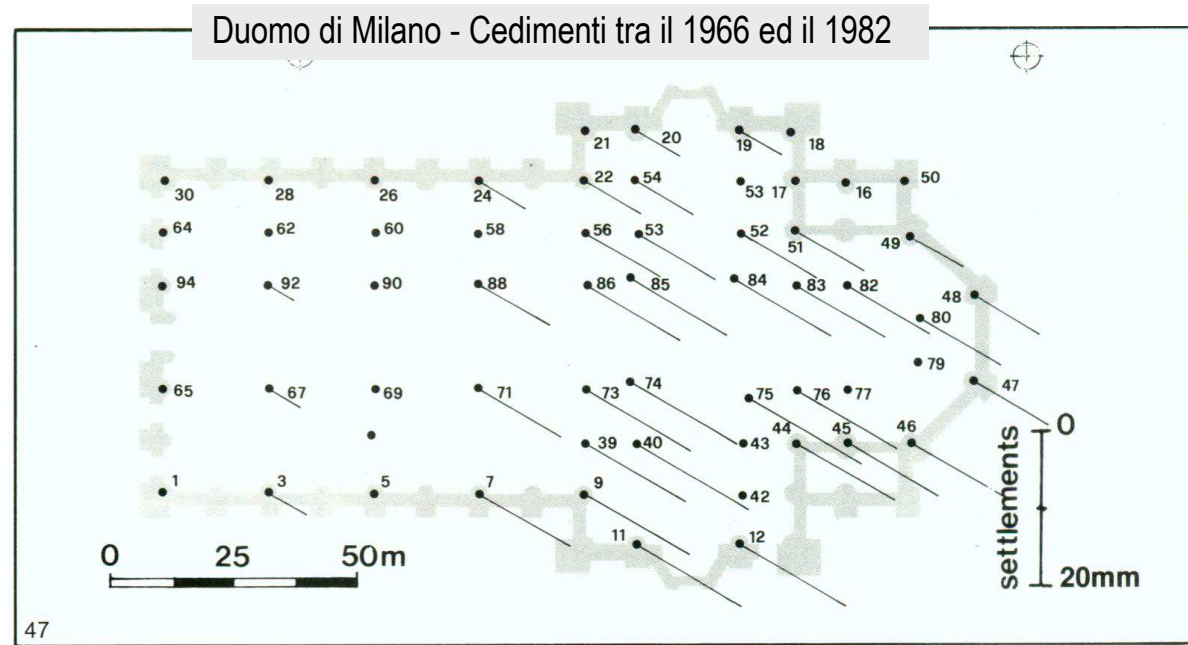 Duomo di Milano - Cedimenti tra il 1966 ed il 1982
21 20 19 18
30 28 26 24 22 54 53 17 16 50
64 62 60 58 56 53 52 51 49
94 92 90 88 86 85 84 83 82 48
80
79
65 67 69 71 73 74 75 76 77 47
39 40 43 44 45 46
1 3 5 7 9 42
11 12
0 25 50m
settlements
0
20mm
47